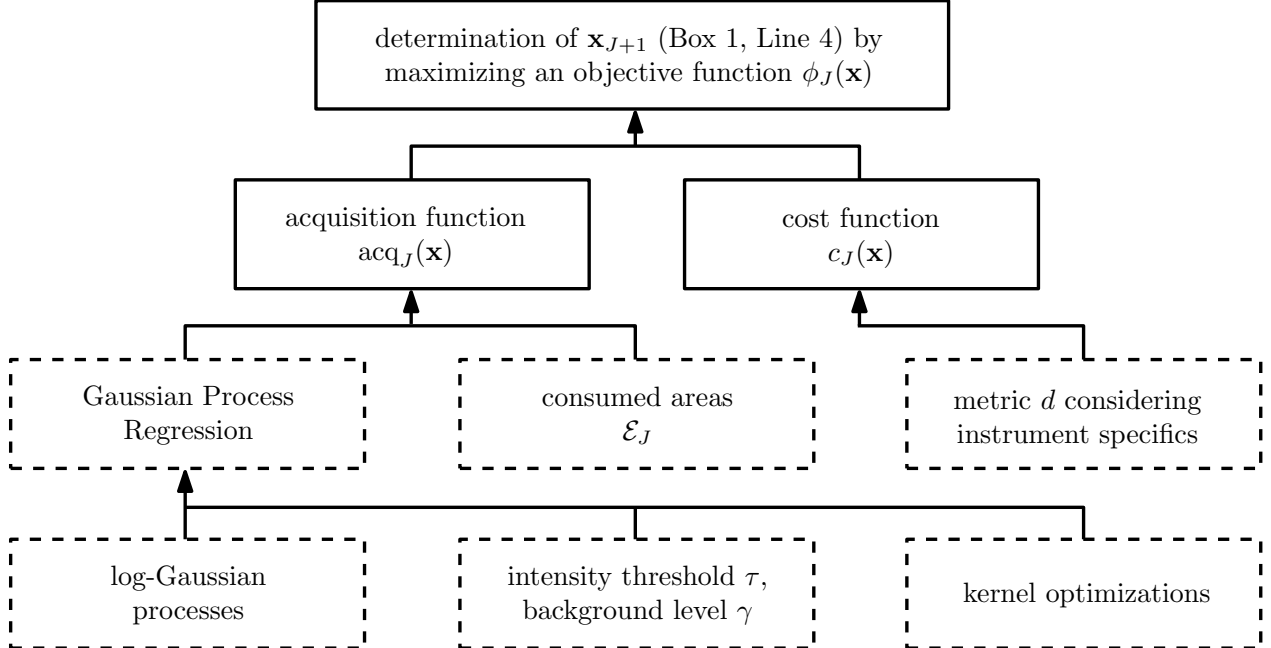 determination of x_{J+1} (Box 1, Line 4) by
maximizing an objective function ϕ_J(x)
acquisition function
acq_J(x)
cost function
c_J(x)
Gaussian Process
Regression
consumed areas
ℰ_J
metric d considering
instrument specifics
log-Gaussian
processes
intensity threshold τ,
background level γ
kernel optimizations